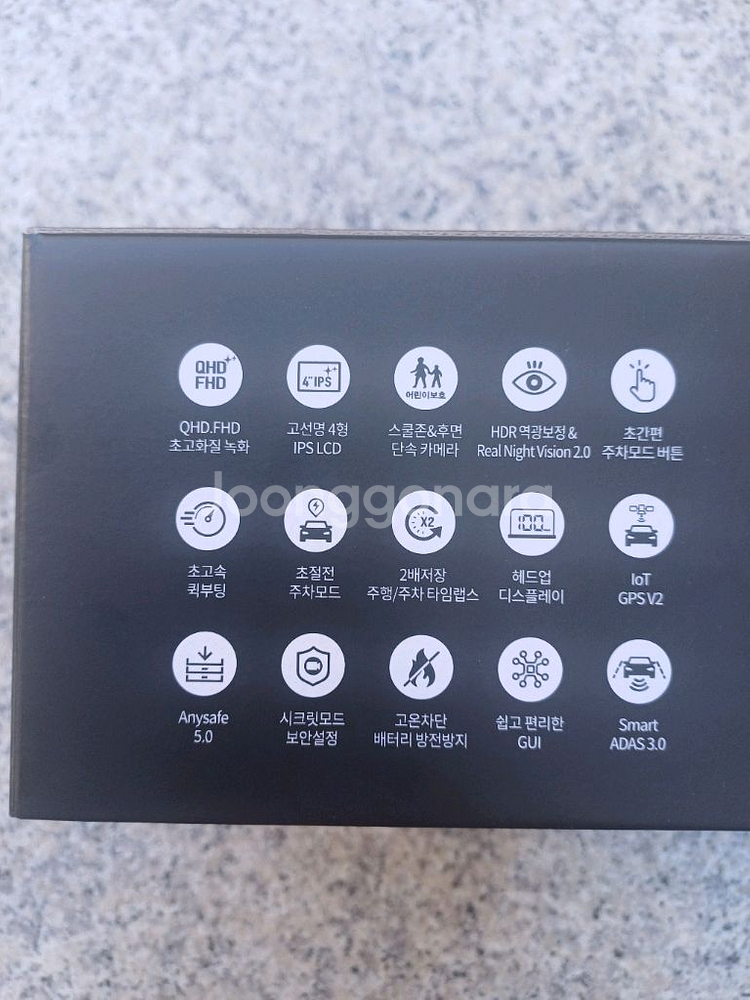 QHD
FHD
4"IPS
어린이보호
QHD.FHD
초고화질 녹화
고선명 4형
IPS LCD
스쿨존&후면
단속 카메라
HDR 역광보정 &
Real Night Vision 2.0
초간편
주차모드 버튼
loonggonara
X2
100
초고속
퀵부팅
초절전
주차모드
2배저장
주행/주차 타임랩스
헤드업
디스플레이
IoT
GPS V2
Anysafe
5.0
시크릿모드
보안설정
고온차단
배터리 방전방지
쉽고 편리한
GUI
Smart
ADAS 3.0